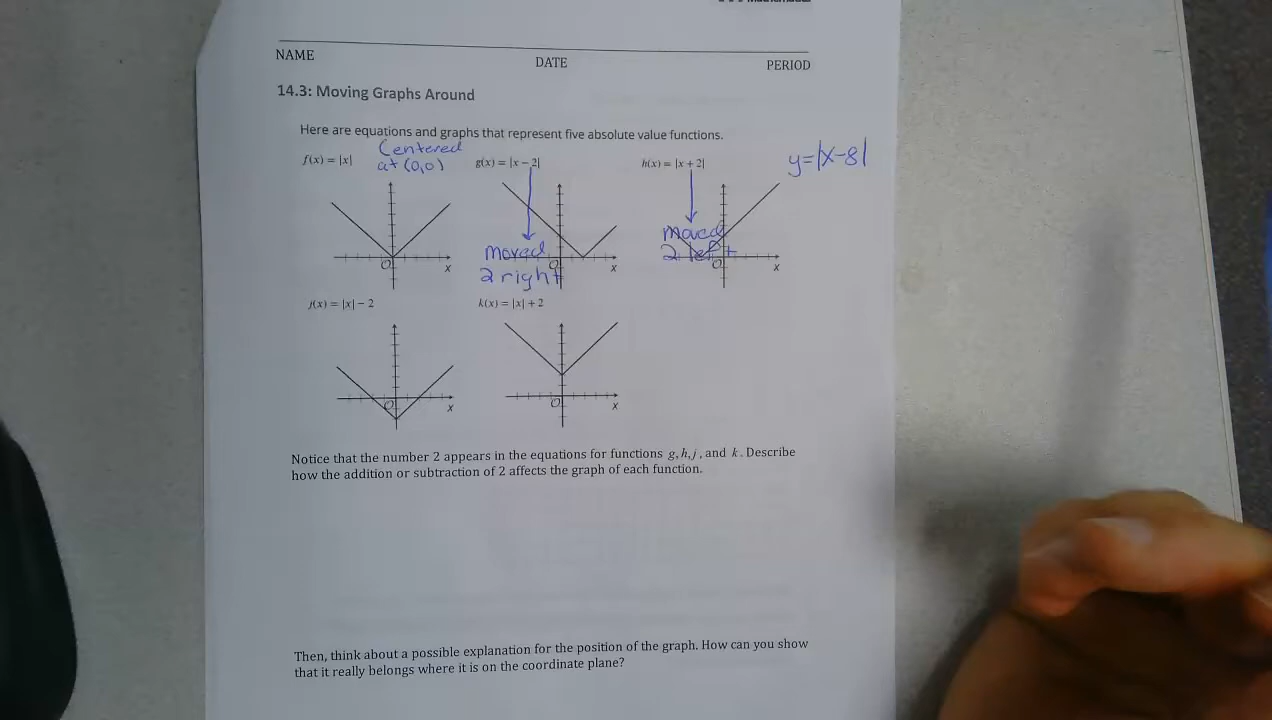 NAME
DATE
PERIOD
14.3: Moving Graphs Around
Here are equations and graphs that represent five absolute value functions.
f(x) = |x|
Centered
at (0,0)
g(x) = |x − 2|
h(x) = |x + 2|
y=|x-8|
moved
2 right
moved
2 left
O
x
O
x
O
x
j(x) = |x| − 2
k(x) = |x| + 2
O
x
O
x
Notice that the number 2 appears in the equations for functions g, h, j, and k. Describe
how the addition or subtraction of 2 affects the graph of each function.
Then, think about a possible explanation for the position of the graph. How can you show
that it really belongs where it is on the coordinate plane?